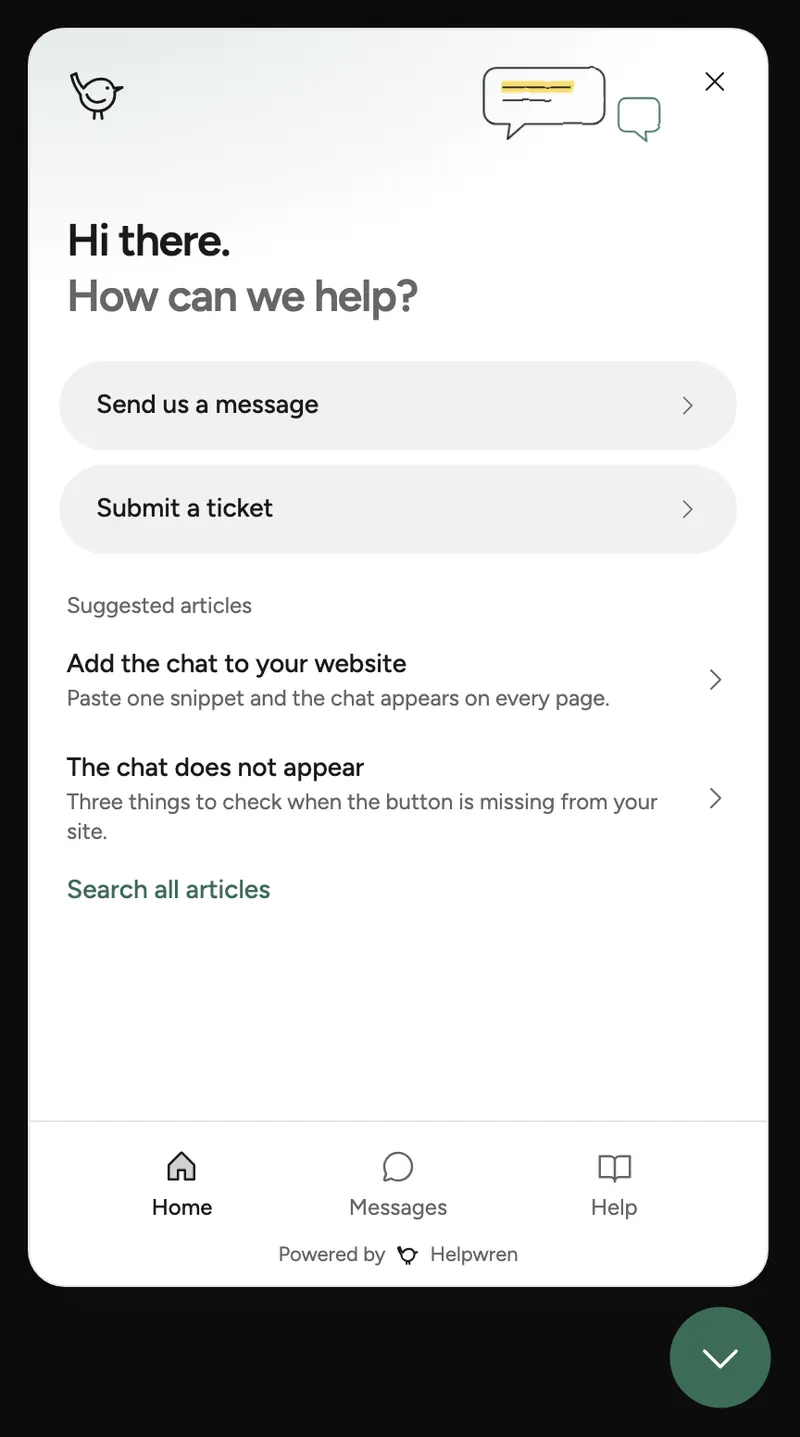 Hi there.
How can we help?
Send us a message
Submit a ticket
Suggested articles
Add the chat to your website
Paste one snippet and the chat appears on every page.
The chat does not appear
Three things to check when the button is missing from your
site.
Search all articles
Home
Messages
Help
Powered by Helpwren